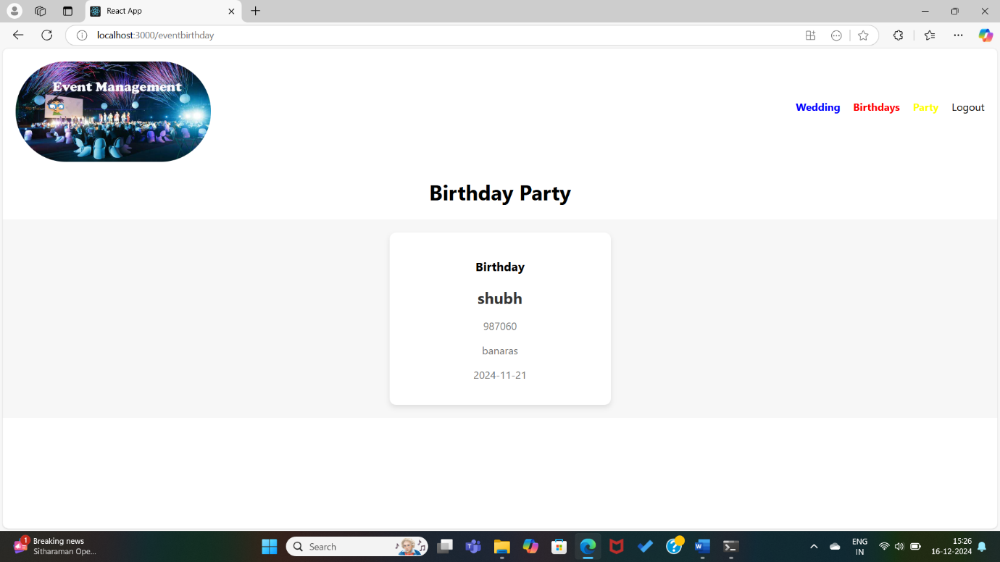 React App
localhost:3000/eventbirthday
Event Management
Wedding Birthdays Party Logout
Birthday Party
Birthday
shubh
987060
banaras
2024-11-21
1
Breaking news
Sitharaman Ope...
Search
ENG
IN
15:26
16-12-2024